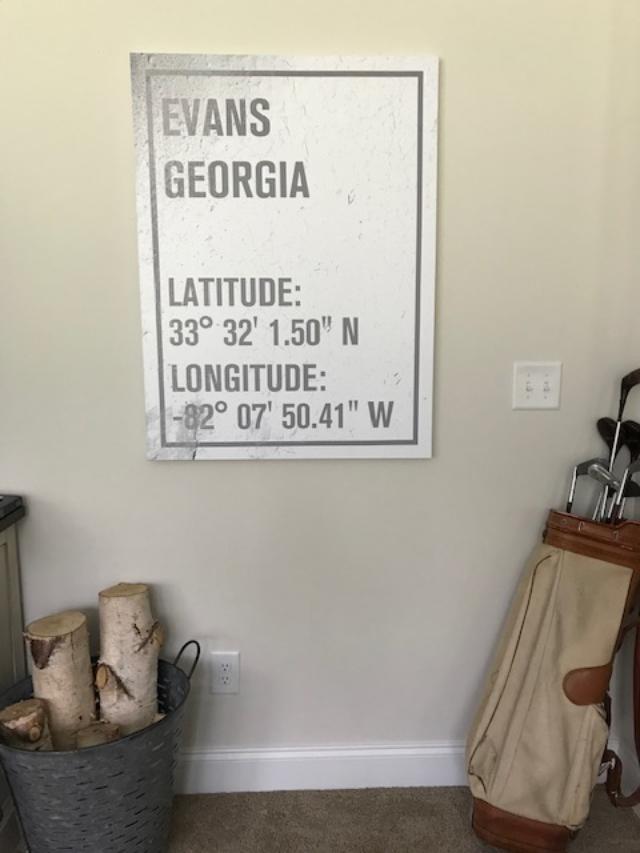 EVANS
GEORGIA
LATITUDE:
33° 32' 1.50" N
LONGITUDE:
-82° 07' 50.41" W